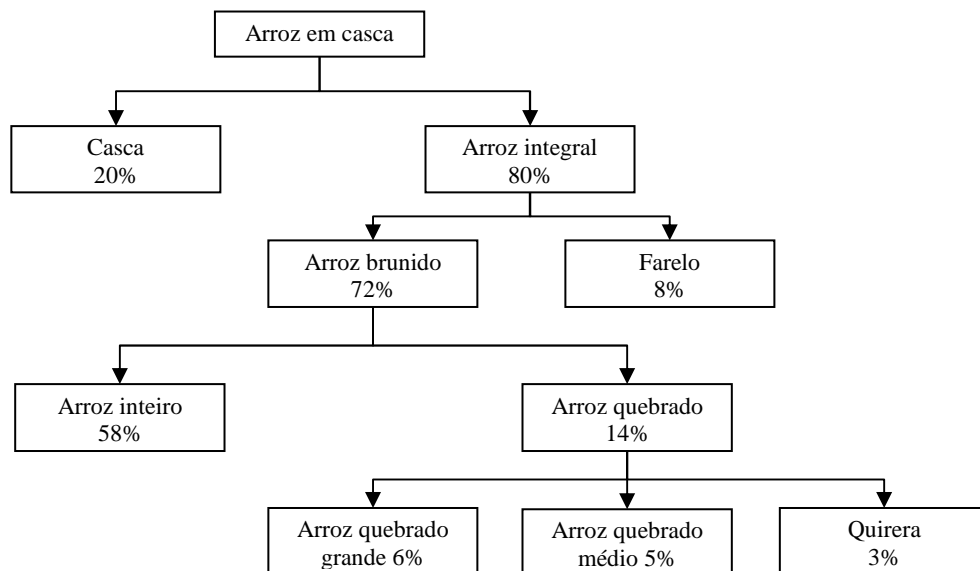 Arroz em casca
Casca
20%
Arroz integral
80%
Arroz brunido
72%
Farelo
8%
Arroz inteiro
58%
Arroz quebrado
14%
Arroz quebrado
grande 6%
Arroz quebrado
médio 5%
Quirera
3%